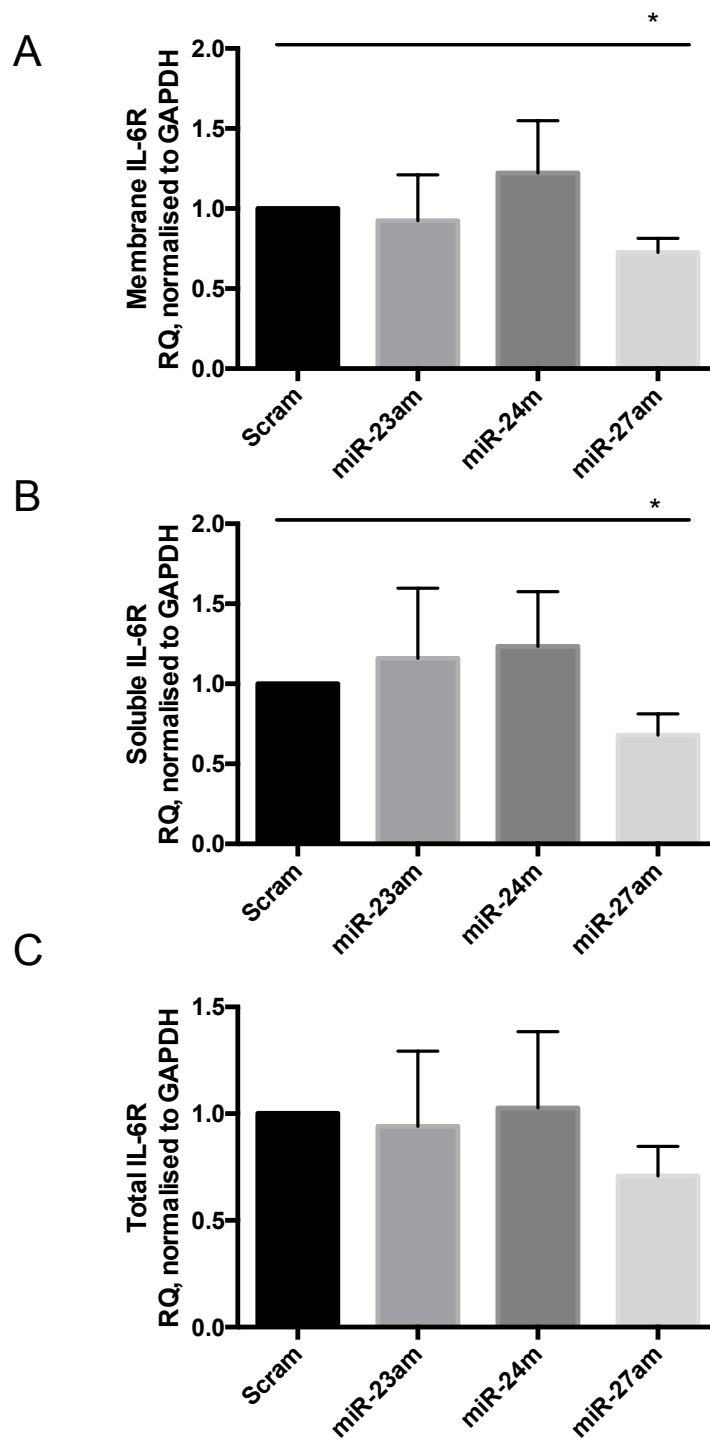 A
*
Membrane IL-6R
RQ, normalised to GAPDH
2.0
1.5
1.0
0.5
0.0
Scram
miR-23am
miR-24m
miR-27am
B
*
Soluble IL-6R
RQ, normalised to GAPDH
2.0
1.5
1.0
0.5
0.0
Scram
miR-23am
miR-24m
miR-27am
C
Total IL-6R
RQ, normalised to GAPDH
1.5
1.0
0.5
0.0
Scram
miR-23am
miR-24m
miR-27am